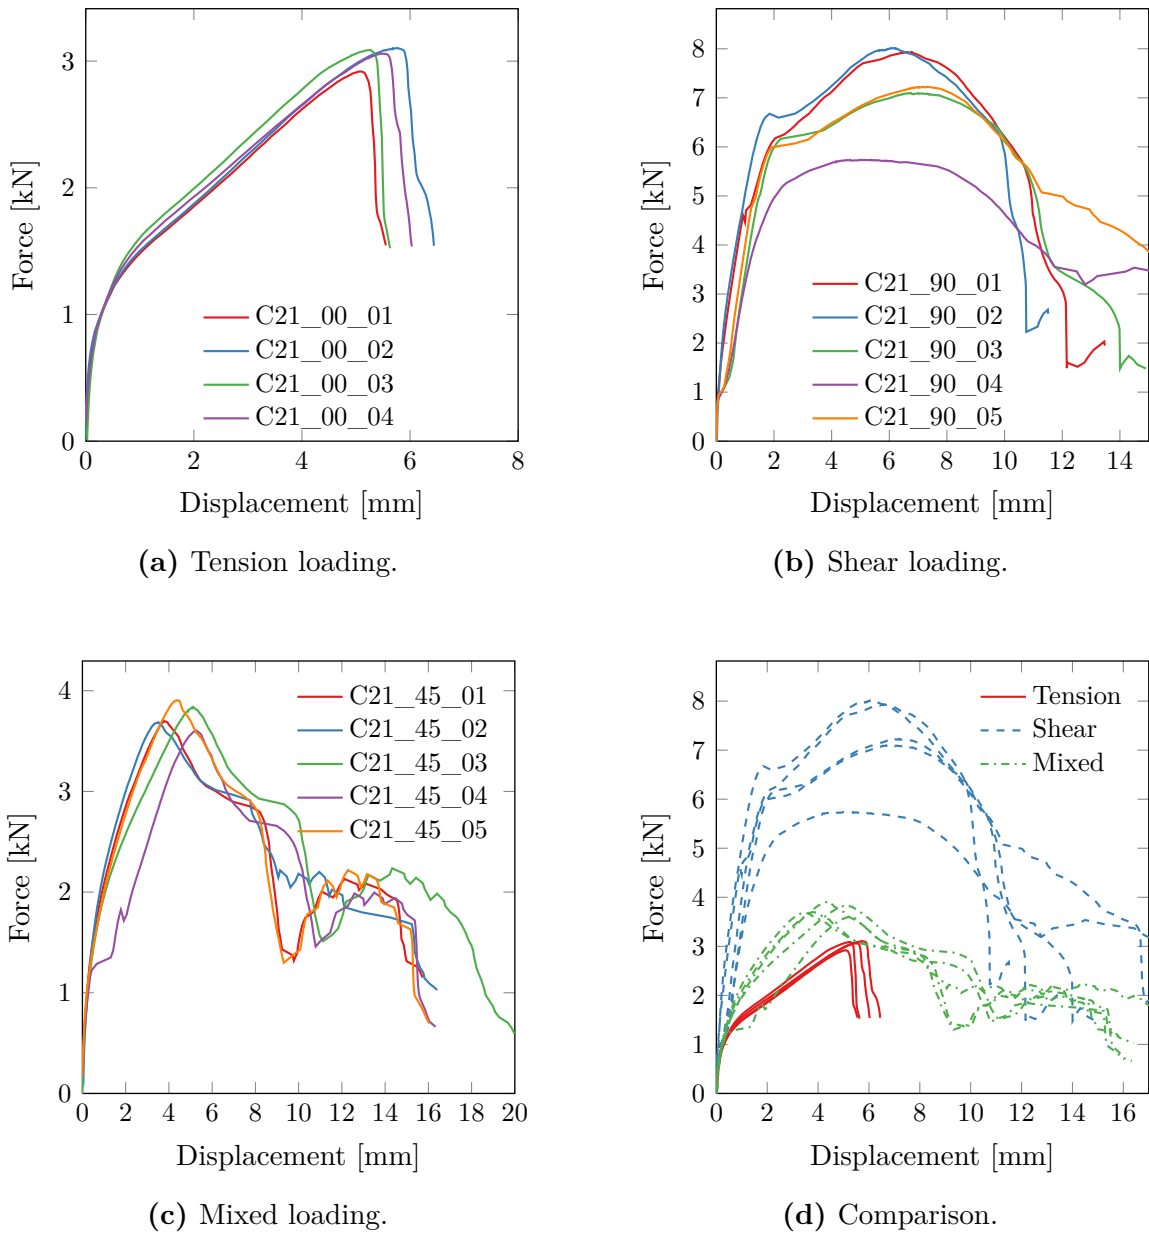 3
2
1
0
0
2
4
6
8
Force [kN]
Displacement [mm]
C21_00_01
C21_00_02
C21_00_03
C21_00_04
(a) Tension loading.
8
7
6
5
4
3
2
1
0
0
2
4
6
8
10
12
14
Force [kN]
Displacement [mm]
C21_90_01
C21_90_02
C21_90_03
C21_90_04
C21_90_05
(b) Shear loading.
4
3
2
1
0
0
2
4
6
8
10
12
14
16
18
20
Force [kN]
Displacement [mm]
C21_45_01
C21_45_02
C21_45_03
C21_45_04
C21_45_05
(c) Mixed loading.
8
7
6
5
4
3
2
1
0
0
2
4
6
8
10
12
14
16
Force [kN]
Displacement [mm]
Tension
Shear
Mixed
(d) Comparison.